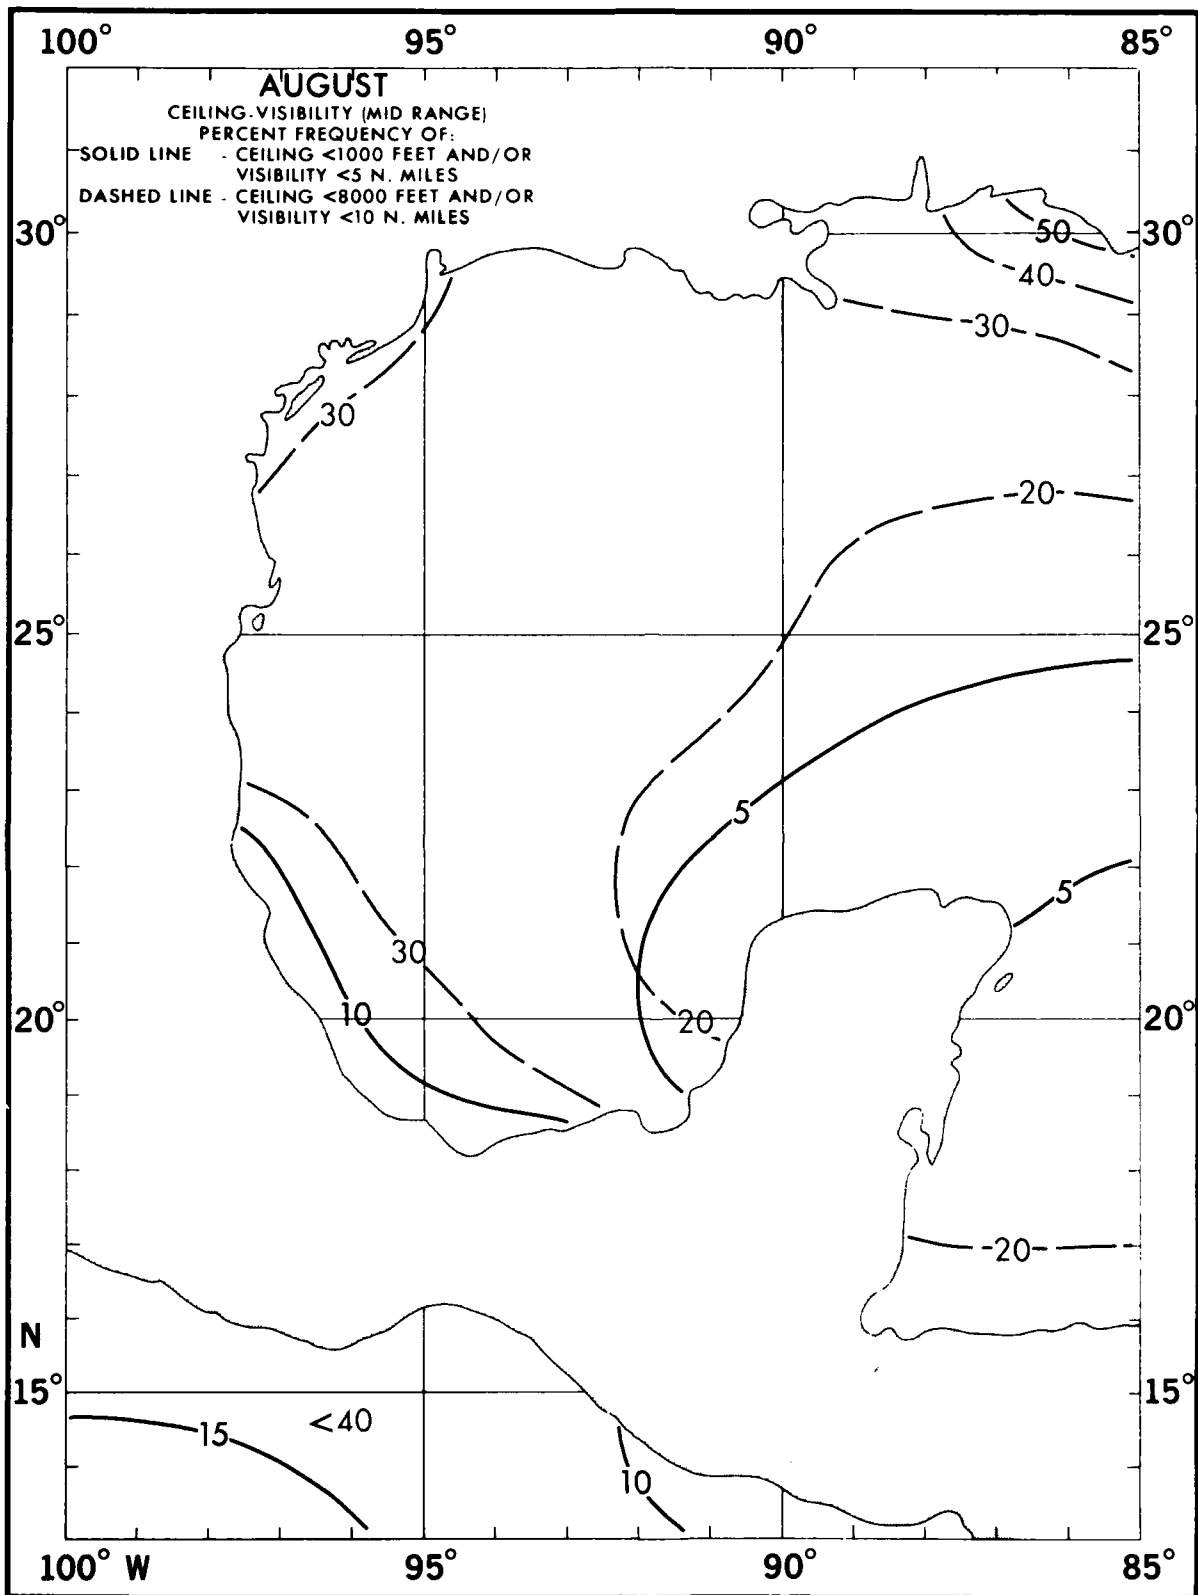 100° 95° 90° 85°
AUGUST
CEILING-VISIBILITY (MID RANGE)
PERCENT FREQUENCY OF:
SOLID LINE - CEILING <1000 FEET AND/OR
VISIBILITY <5 N. MILES
DASHED LINE - CEILING <8000 FEET AND/OR
VISIBILITY <10 N. MILES
30° 50 30°
40
30
30
20
25° 25°
5
5
30
20° 10 20 20°
20
N
15° 15°
15 <40
10
100° W 95° 90° 85°